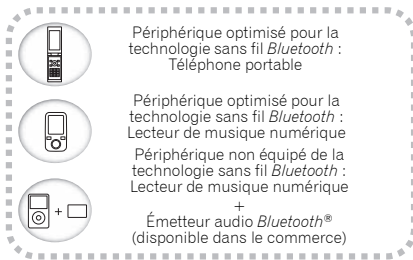 Périphérique optimisé pour la
technologie sans fil Bluetooth :
Téléphone portable
Périphérique optimisé pour la
technologie sans fil Bluetooth :
Lecteur de musique numérique
Périphérique non équipé de la
technologie sans fil Bluetooth :
Lecteur de musique numérique
+
Émetteur audio Bluetooth®
(disponible dans le commerce)